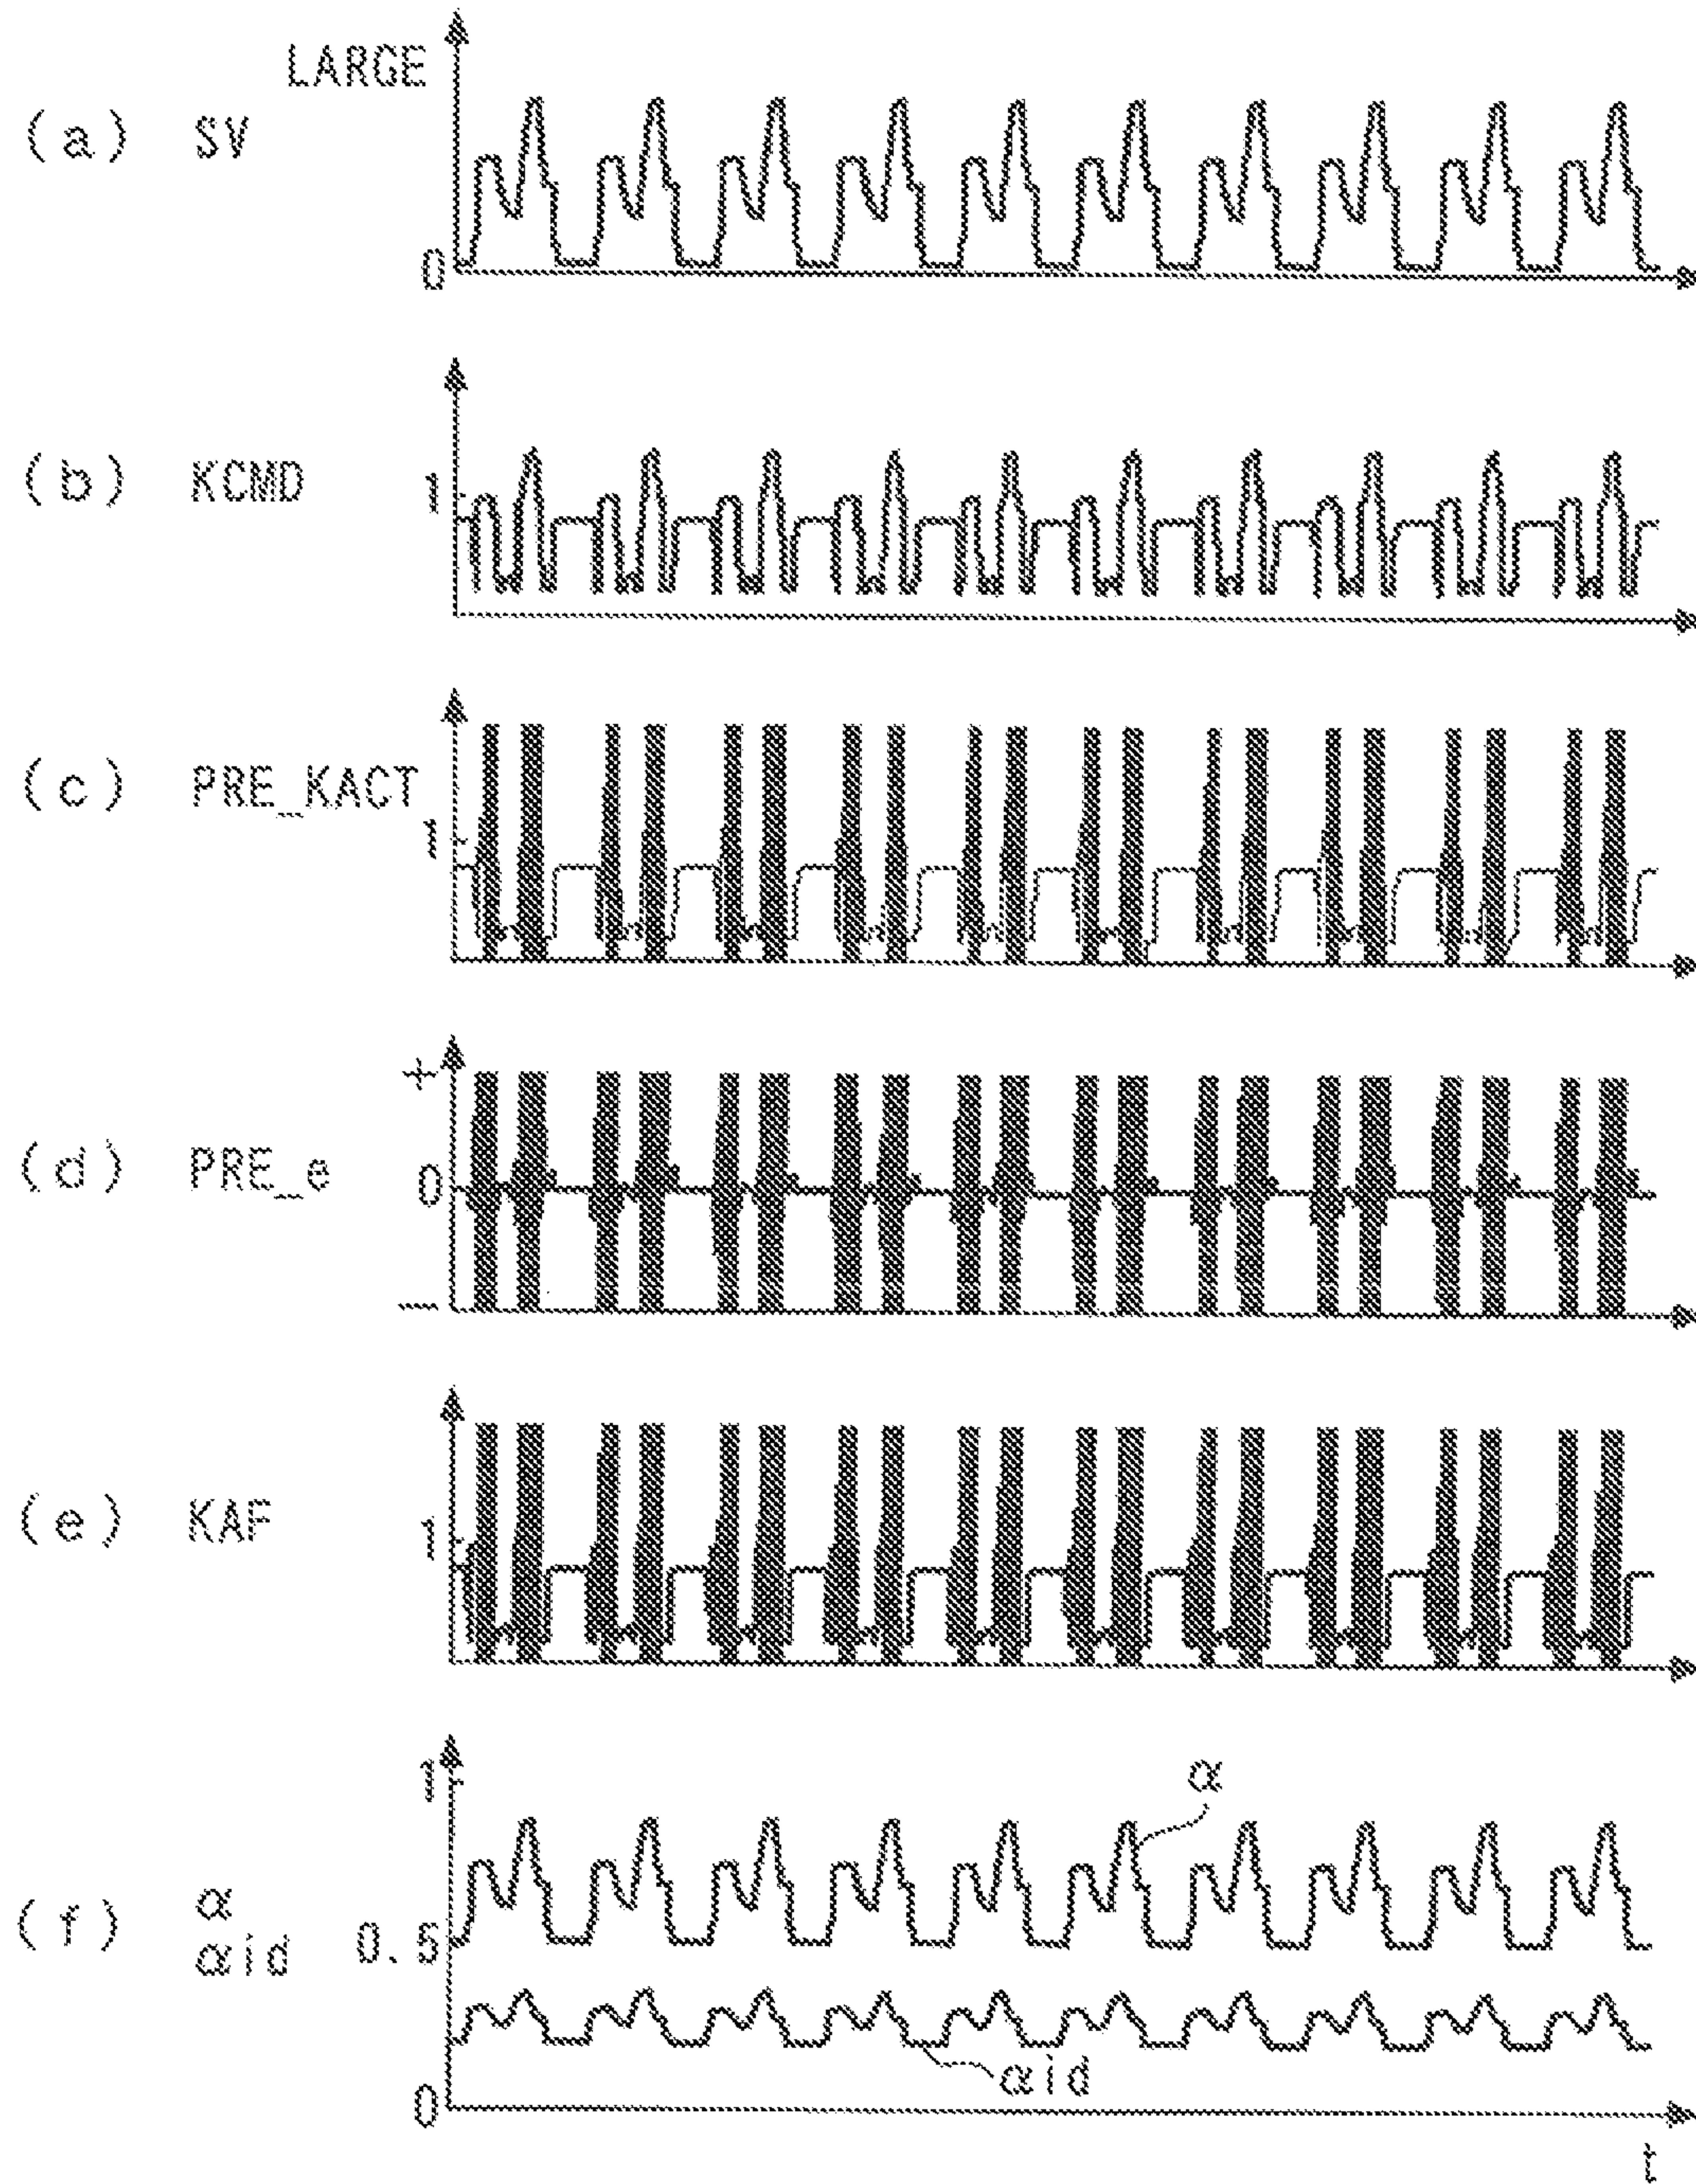 LARGE
(a) SV
0
(b) KCMD
1
(c) PRE_KACT
1
+
(d) PRE_e
0
−
(e) KAF
1
1
α
(f) α
αid
0.5
αid
0
t